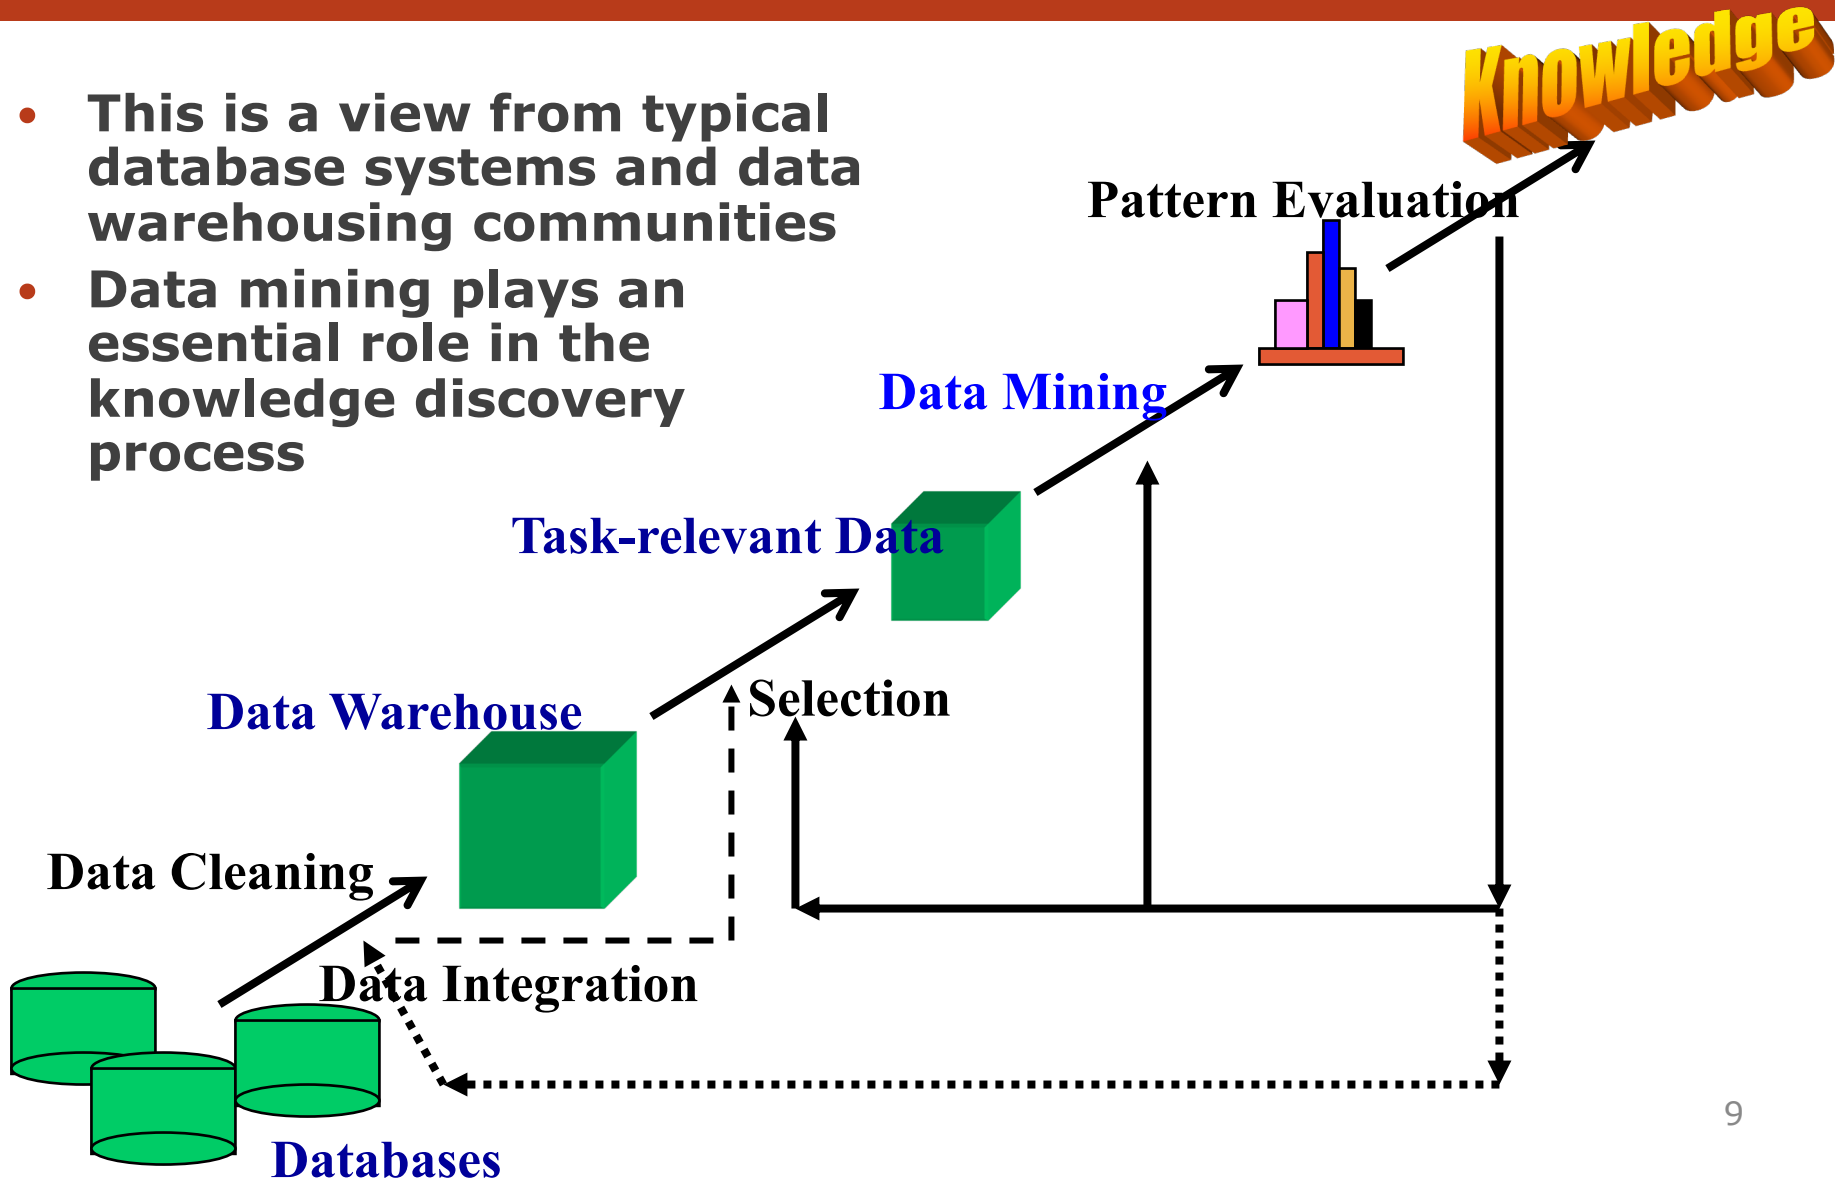 Knowledge
• This is a view from typical
database systems and data
warehousing communities
• Data mining plays an
essential role in the
knowledge discovery
process
Pattern Evaluation
Data Mining
Task-relevant Data
Selection
Data Warehouse
Data Cleaning
Data Integration
Databases
9